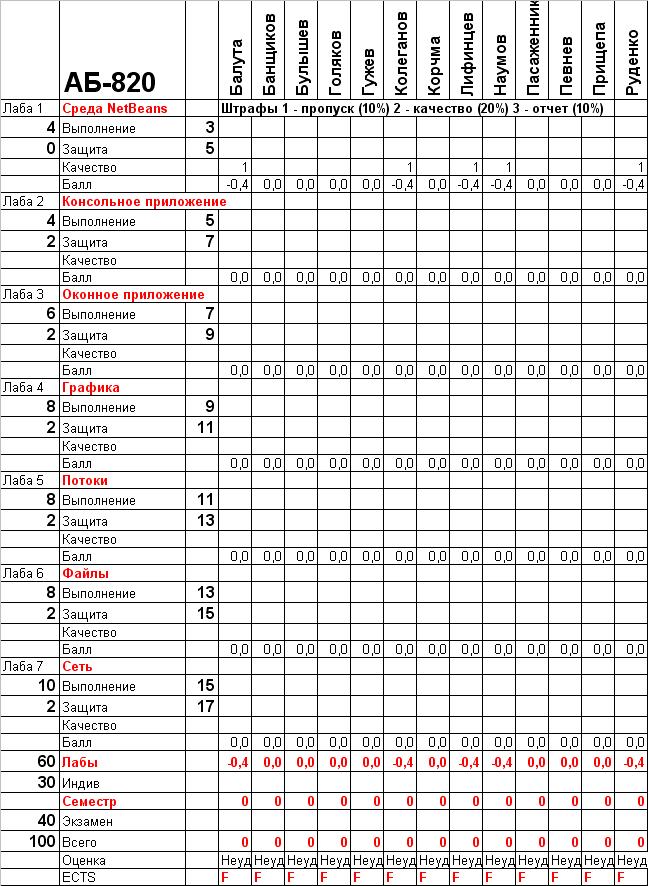 АБ-820 Балута Банщиков Булышев Голяков Гужев Колеганов Корчма Лифинцев Наумов Пасаженник Певнев Прищепа Руденко
Лаба 1 Среда NetBeans Штрафы 1 - пропуск (10%) 2 - качество (20%) 3 - отчет (10%)
4 Выполнение 3
0 Защита 5
Качество 1 1 1 1 1
Балл -0,4 0,0 0,0 0,0 0,0 -0,4 0,0 -0,4 -0,4 0,0 0,0 0,0 -0,4
Лаба 2 Консольное приложение
4 Выполнение 5
2 Защита 7
Качество
Балл 0,0 0,0 0,0 0,0 0,0 0,0 0,0 0,0 0,0 0,0 0,0 0,0 0,0
Лаба 3 Оконное приложение
6 Выполнение 7
2 Защита 9
Качество
Балл 0,0 0,0 0,0 0,0 0,0 0,0 0,0 0,0 0,0 0,0 0,0 0,0 0,0
Лаба 4 Графика
8 Выполнение 9
2 Защита 11
Качество
Балл 0,0 0,0 0,0 0,0 0,0 0,0 0,0 0,0 0,0 0,0 0,0 0,0 0,0
Лаба 5 Потоки
8 Выполнение 11
2 Защита 13
Качество
Балл 0,0 0,0 0,0 0,0 0,0 0,0 0,0 0,0 0,0 0,0 0,0 0,0 0,0
Лаба 6 Файлы
8 Выполнение 13
2 Защита 15
Качество
Балл 0,0 0,0 0,0 0,0 0,0 0,0 0,0 0,0 0,0 0,0 0,0 0,0 0,0
Лаба 7 Сеть
10 Выполнение 15
2 Защита 17
Качество
Балл 0,0 0,0 0,0 0,0 0,0 0,0 0,0 0,0 0,0 0,0 0,0 0,0 0,0
60 Лабы -0,4 0,0 0,0 0,0 0,0 -0,4 0,0 -0,4 -0,4 0,0 0,0 0,0 -0,4
30 Индив
Семестр 0 0 0 0 0 0 0 0 0 0 0 0 0
40 Экзамен
100 Всего 0 0 0 0 0 0 0 0 0 0 0 0 0
Оценка Неуд Неуд Неуд Неуд Неуд Неуд Неуд Неуд Неуд Неуд Неуд Неуд Неуд
ECTS F F F F F F F F F F F F F